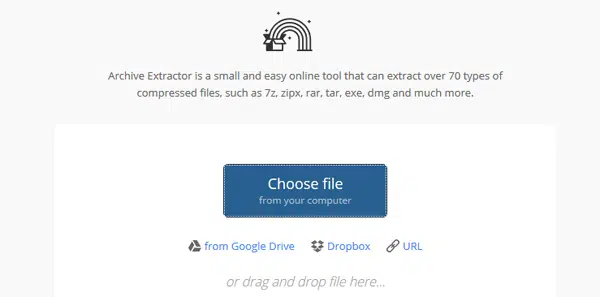 Archive Extractor is a small and easy online tool that can extract over 70 types of
compressed files, such as 7z, zipx, rar, tar, exe, dmg and much more.
Choose file
from your computer
from Google Drive Dropbox URL
or drag and drop file here...